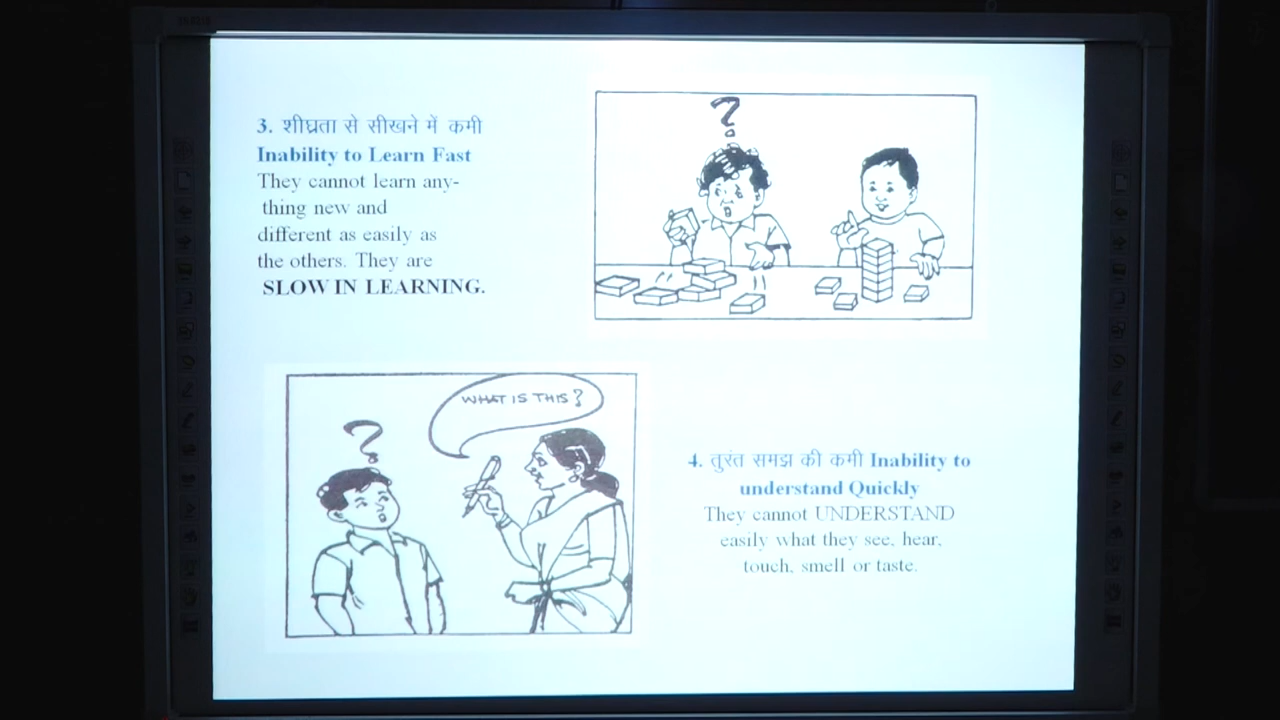 3. शीघ्रता से सीखने में कमी
Inability to Learn Fast
They cannot learn any-
thing new and
different as easily as
the others. They are
SLOW IN LEARNING.
?
WHAT IS THIS?
?
4. तुरंत समझ की कमी Inability to
understand Quickly
They cannot UNDERSTAND
easily what they see, hear,
touch, smell or taste.